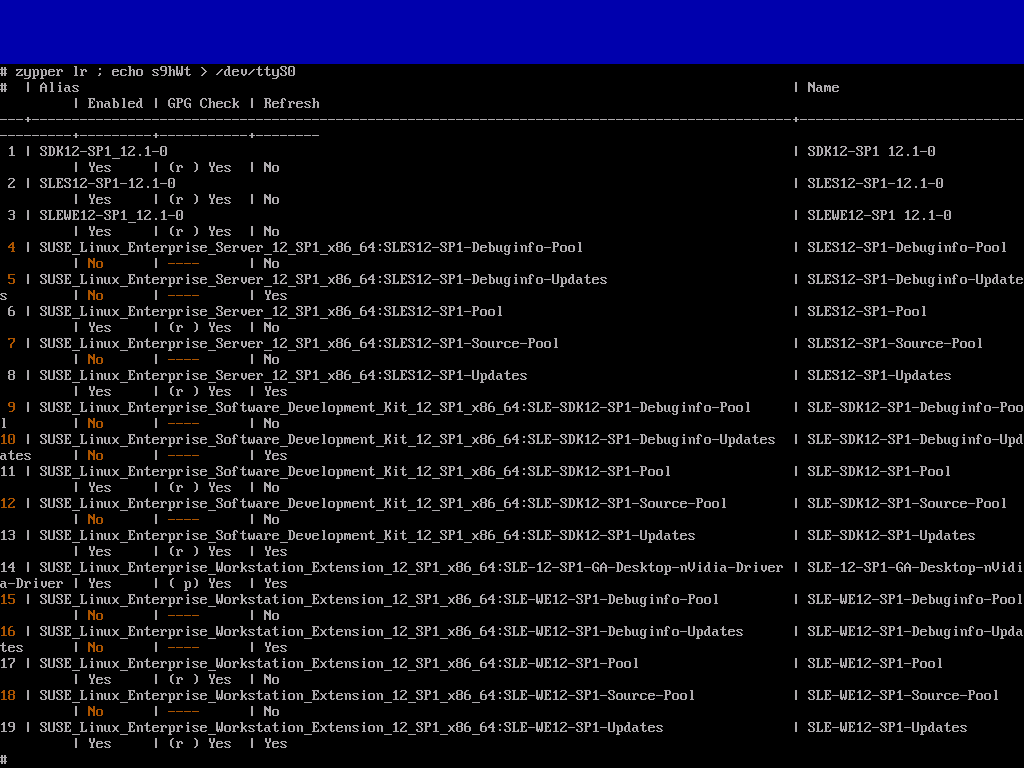 # zypper lr ; echo s9hWt > /dev/ttyS0
#  | Alias                                                                                          | Name
         | Enabled | GPG Check | Refresh
---+-----------------------------------------------------------------------------------------------+----------------------------
---------+---------+-----------+--------
 1 | SDK12-SP1_12.1-0                                                                               | SDK12-SP1 12.1-0
         | Yes     | (r ) Yes  | No
 2 | SLES12-SP1-12.1-0                                                                              | SLES12-SP1-12.1-0
         | Yes     | (r ) Yes  | No
 3 | SLEWE12-SP1_12.1-0                                                                             | SLEWE12-SP1 12.1-0
         | Yes     | (r ) Yes  | No
 4 | SUSE_Linux_Enterprise_Server_12_SP1_x86_64:SLES12-SP1-Debuginfo-Pool                           | SLES12-SP1-Debuginfo-Pool
         | No      | ----      | No
 5 | SUSE_Linux_Enterprise_Server_12_SP1_x86_64:SLES12-SP1-Debuginfo-Updates                        | SLES12-SP1-Debuginfo-Update
s        | No      | ----      | Yes
 6 | SUSE_Linux_Enterprise_Server_12_SP1_x86_64:SLES12-SP1-Pool                                     | SLES12-SP1-Pool
         | Yes     | (r ) Yes  | No
 7 | SUSE_Linux_Enterprise_Server_12_SP1_x86_64:SLES12-SP1-Source-Pool                              | SLES12-SP1-Source-Pool
         | No      | ----      | No
 8 | SUSE_Linux_Enterprise_Server_12_SP1_x86_64:SLES12-SP1-Updates                                  | SLES12-SP1-Updates
         | Yes     | (r ) Yes  | Yes
 9 | SUSE_Linux_Enterprise_Software_Development_Kit_12_SP1_x86_64:SLE-SDK12-SP1-Debuginfo-Pool      | SLE-SDK12-SP1-Debuginfo-Poo
l        | No      | ----      | No
10 | SUSE_Linux_Enterprise_Software_Development_Kit_12_SP1_x86_64:SLE-SDK12-SP1-Debuginfo-Updates   | SLE-SDK12-SP1-Debuginfo-Upd
ates     | No      | ----      | Yes
11 | SUSE_Linux_Enterprise_Software_Development_Kit_12_SP1_x86_64:SLE-SDK12-SP1-Pool                | SLE-SDK12-SP1-Pool
         | Yes     | (r ) Yes  | No
12 | SUSE_Linux_Enterprise_Software_Development_Kit_12_SP1_x86_64:SLE-SDK12-SP1-Source-Pool         | SLE-SDK12-SP1-Source-Pool
         | No      | ----      | No
13 | SUSE_Linux_Enterprise_Software_Development_Kit_12_SP1_x86_64:SLE-SDK12-SP1-Updates             | SLE-SDK12-SP1-Updates
         | Yes     | (r ) Yes  | Yes
14 | SUSE_Linux_Enterprise_Workstation_Extension_12_SP1_x86_64:SLE-12-SP1-GA-Desktop-nVidia-Driver | SLE-12-SP1-GA-Desktop-nVidi
a-Driver | Yes     | ( p) Yes  | Yes
15 | SUSE_Linux_Enterprise_Workstation_Extension_12_SP1_x86_64:SLE-WE12-SP1-Debuginfo-Pool          | SLE-WE12-SP1-Debuginfo-Pool
         | No      | ----      | No
16 | SUSE_Linux_Enterprise_Workstation_Extension_12_SP1_x86_64:SLE-WE12-SP1-Debuginfo-Updates       | SLE-WE12-SP1-Debuginfo-Upda
tes      | No      | ----      | Yes
17 | SUSE_Linux_Enterprise_Workstation_Extension_12_SP1_x86_64:SLE-WE12-SP1-Pool                    | SLE-WE12-SP1-Pool
         | Yes     | (r ) Yes  | No
18 | SUSE_Linux_Enterprise_Workstation_Extension_12_SP1_x86_64:SLE-WE12-SP1-Source-Pool             | SLE-WE12-SP1-Source-Pool
         | No      | ----      | No
19 | SUSE_Linux_Enterprise_Workstation_Extension_12_SP1_x86_64:SLE-WE12-SP1-Updates                 | SLE-WE12-SP1-Updates
         | Yes     | (r ) Yes  | Yes
#